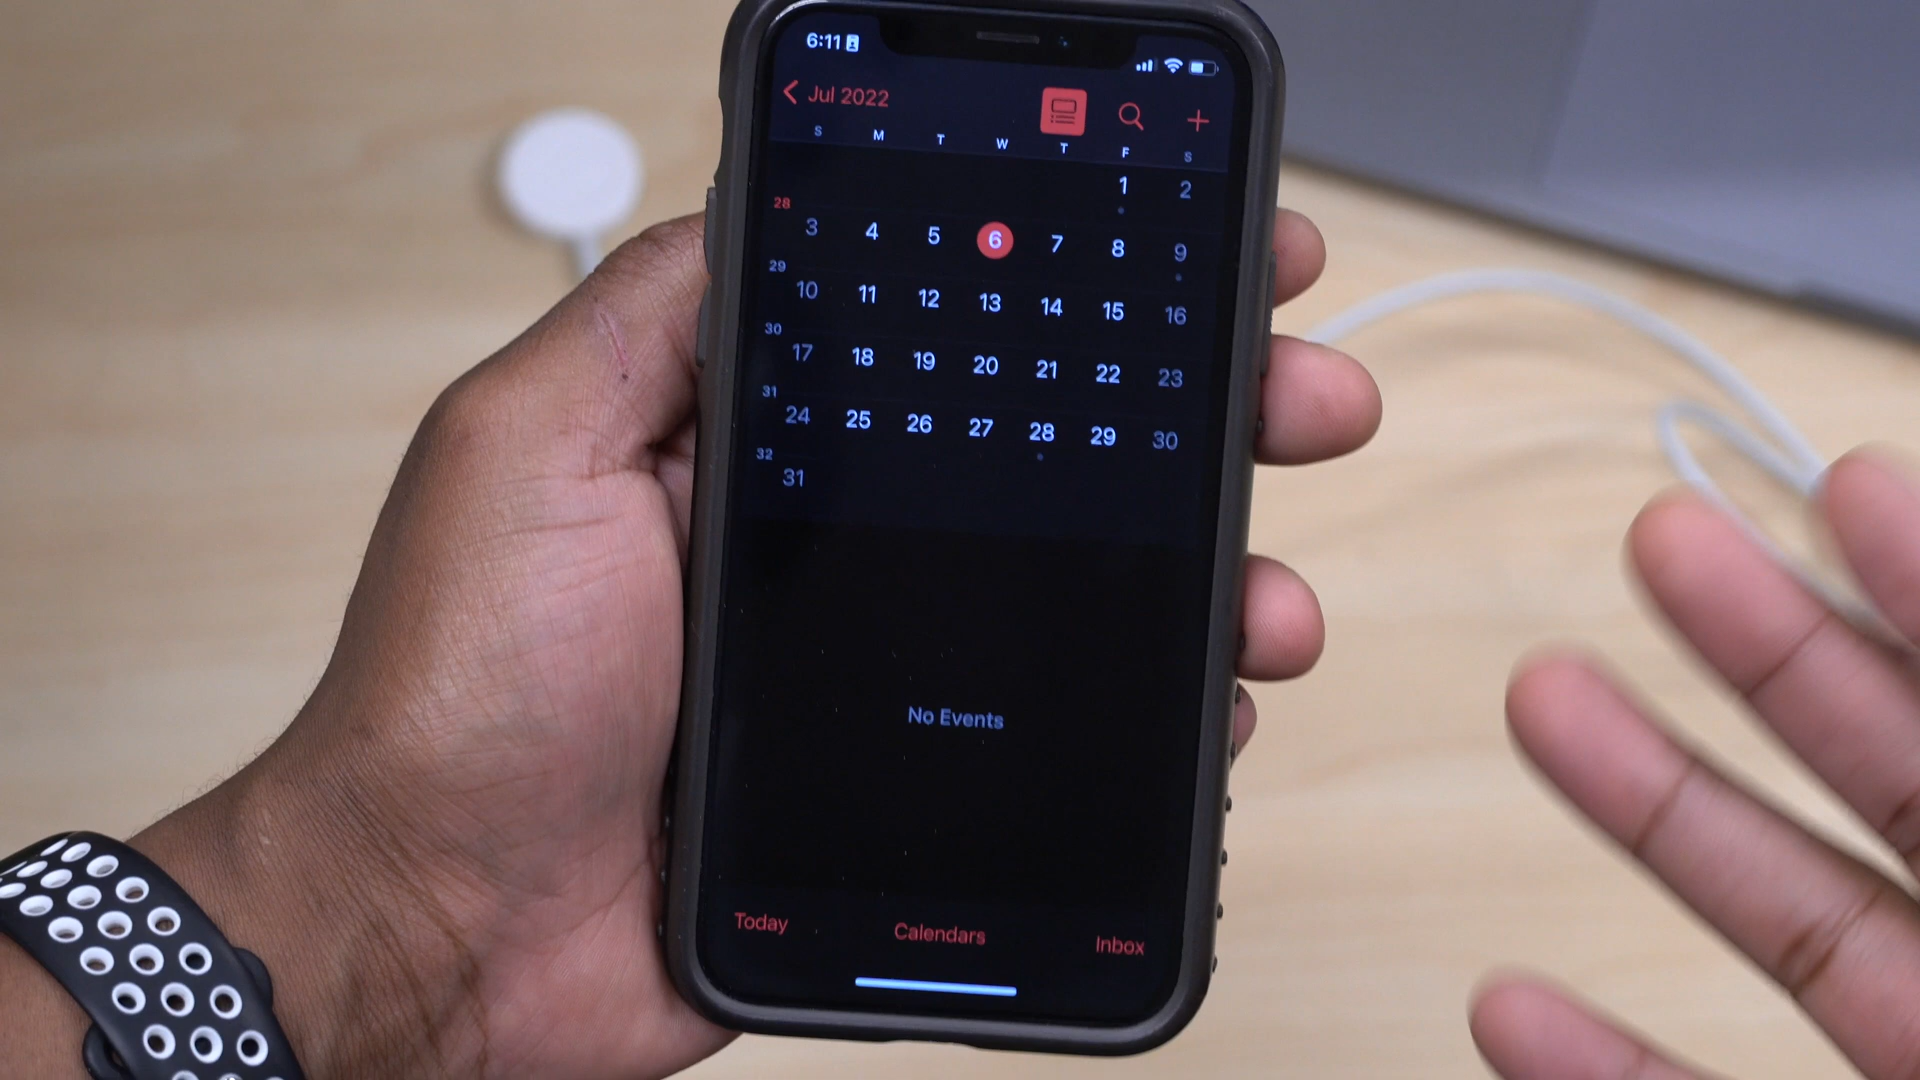 6:11
Jul 2022
S M T W T F S
1 2
28
3 4 5 6 7 8 9
29
10 11 12 13 14 15 16
30
17 18 19 20 21 22 23
31
24 25 26 27 28 29 30
32
31
No Events
Today Calendars Inbox